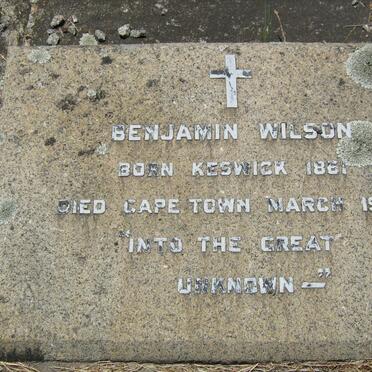 BENJAMIN WILSON
BORN KESWICK 1861
DIED CAPE TOWN MARCH
"INTO THE GREAT
UNKNOWN —"